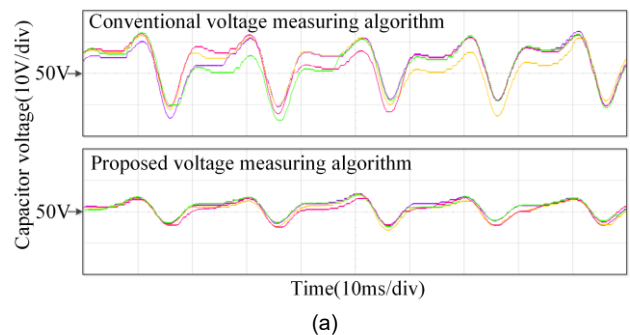 Conventional voltage measuring algorithm
50V
Proposed voltage measuring algorithm
50V
Capacitor voltage(10V/div)
Time(10ms/div)
(a)